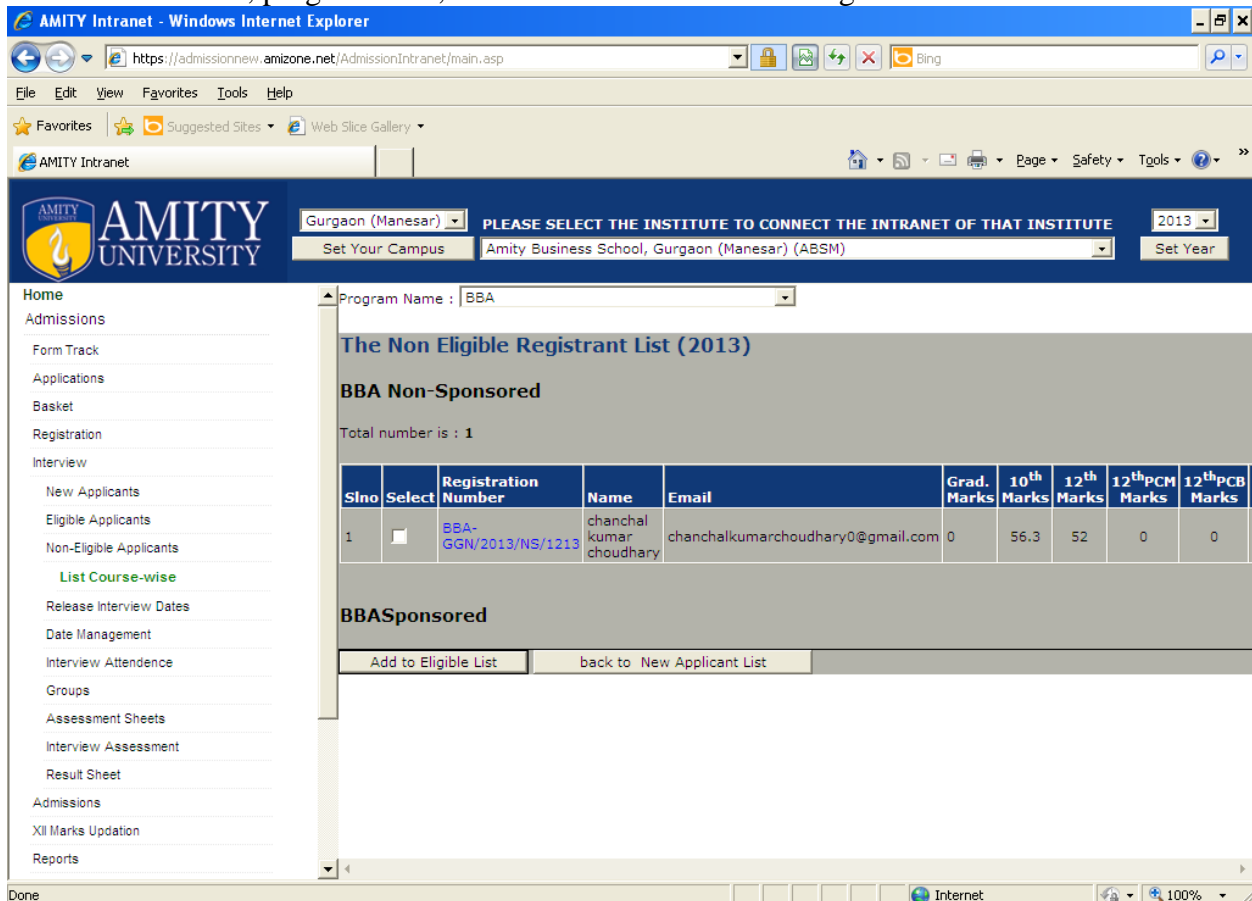 AMITY Intranet - Windows Internet Explorer
https://admissionnew.amizone.net/AdmissionIntranet/main.asp
Bing
File Edit View Favorites Tools Help
Favorites Suggested Sites Web Slice Gallery
AMITY Intranet
Page Safety Tools
AMITY
UNIVERSITY
AMITY
UNIVERSITY
Gurgaon (Manesar) PLEASE SELECT THE INSTITUTE TO CONNECT THE INTRANET OF THAT INSTITUTE 2013
Set Your Campus Amity Business School, Gurgaon (Manesar) (ABSM) Set Year
Home
Admissions
Form Track
Applications
Basket
Registration
Interview
New Applicants
Eligible Applicants
Non-Eligible Applicants
List Course-wise
Release Interview Dates
Date Management
Interview Attendence
Groups
Assessment Sheets
Interview Assessment
Result Sheet
Admissions
XII Marks Updation
Reports
Program Name : BBA
The Non Eligible Registrant List (2013)
BBA Non-Sponsored
Total number is : 1
Slno Select Registration Number Name Email Grad. Marks 10th Marks 12th Marks 12thPCM Marks 12thPCB Marks
1 BBA-GGN/2013/NS/1213 chanchal kumar choudhary chanchalkumarchoudhary0@gmail.com 0 56.3 52 0 0
BBASponsored
Add to Eligible List back to New Applicant List
Done Internet 100%